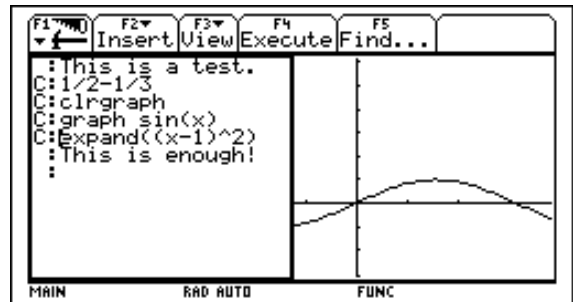 F1 F2 F3 F4 F5
Insert View Execute Find...
:This is a test.
C:1/2-1/3
C:clrgraph
C:graph sin(x)
C:expand((x-1)^2)
:This is enough!
:
MAIN RAD AUTO FUNC